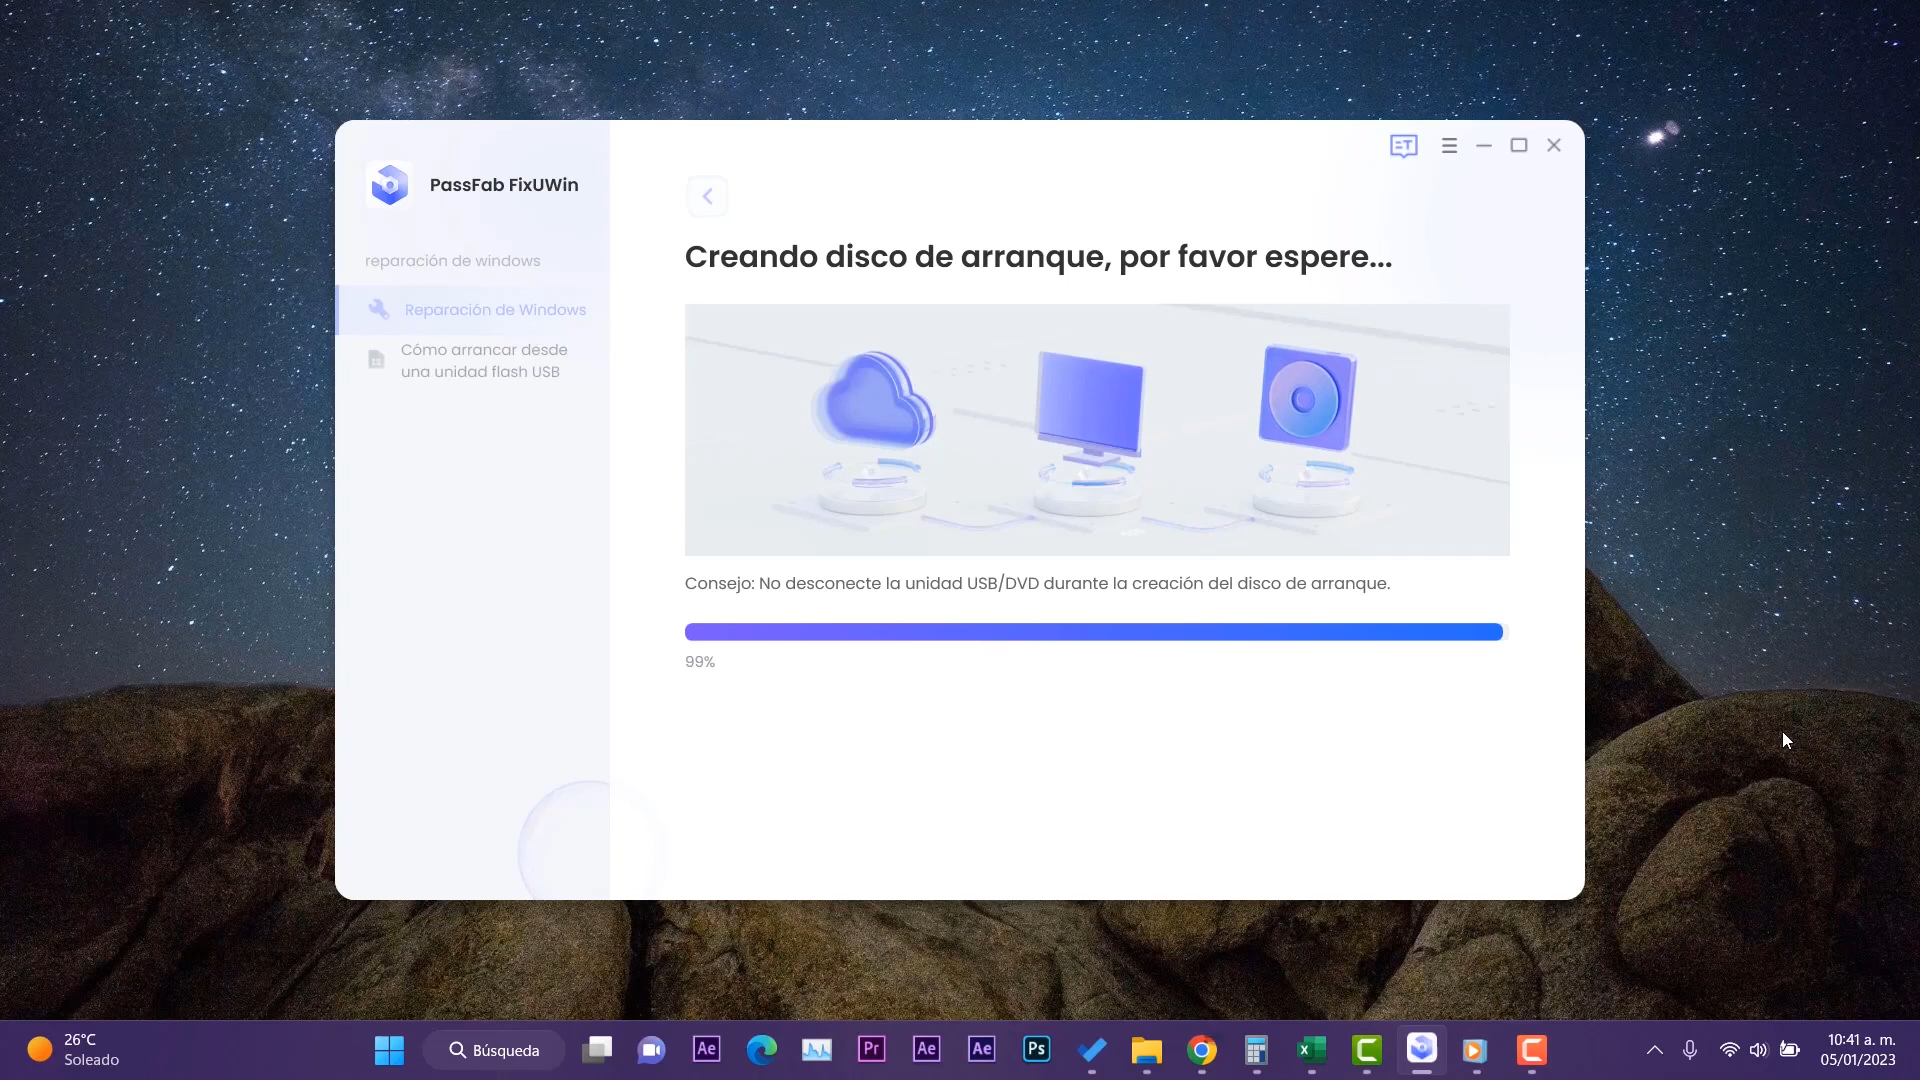 PassFab FixUWin
reparación de windows
Reparación de Windows
Cómo arrancar desde
una unidad flash USB
Creando disco de arranque, por favor espere...
Consejo: No desconecte la unidad USB/DVD durante la creación del disco de arranque.
99%
26°C
Soleado
Búsqueda
Ae
Pr
Ae
Ae
Ps
10:41 a. m.
05/01/2023